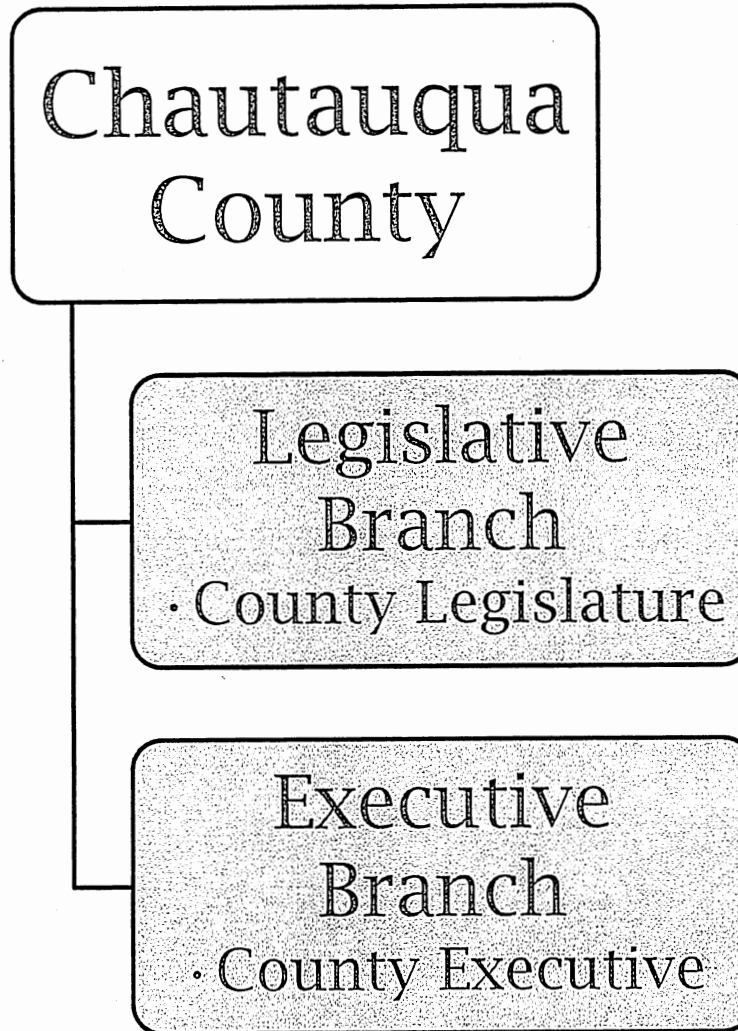 Chautauqua
County
Legislative
Branch
· County Legislature
Executive
Branch
· County Executive